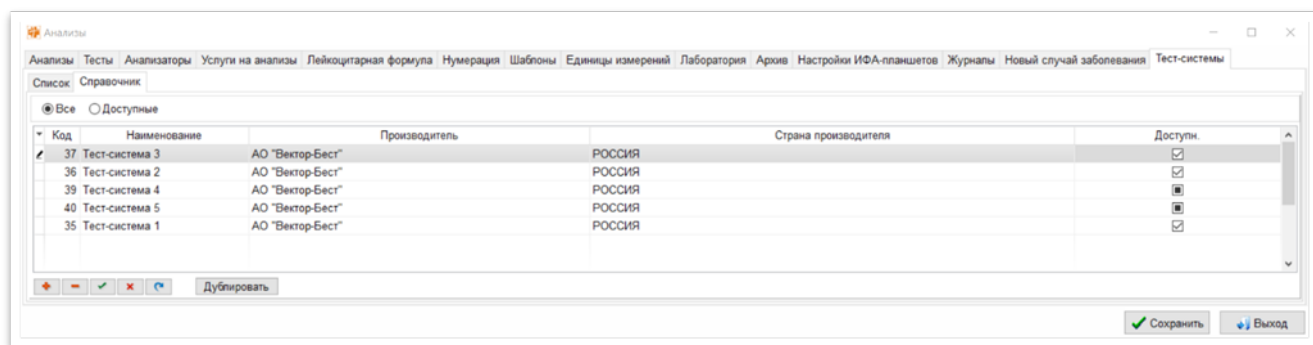 Анализы
Анализы Тесты Анализаторы Услуги на анализы Лейкоцитарная формула Нумерация Шаблоны Единицы измерений Лаборатория Архив Настройки ИФА-планшетов Журналы Новый случай заболевания Тест-системы
Список Справочник
Все Доступные
Код Наименование Производитель Страна производителя Доступн.
37 Тест-система 3 АО "Вектор-Бест" РОССИЯ
36 Тест-система 2 АО "Вектор-Бест" РОССИЯ
39 Тест-система 4 АО "Вектор-Бест" РОССИЯ
40 Тест-система 5 АО "Вектор-Бест" РОССИЯ
35 Тест-система 1 АО "Вектор-Бест" РОССИЯ
Дублировать
Сохранить Выход